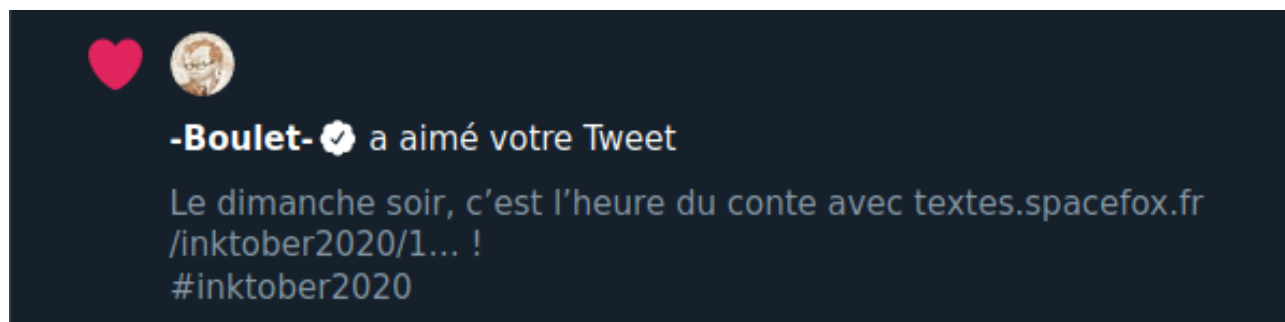 -Boulet- a aimé votre Tweet
Le dimanche soir, c’est l’heure du conte avec textes.spacefox.fr
/inktober2020/1… !
#inktober2020